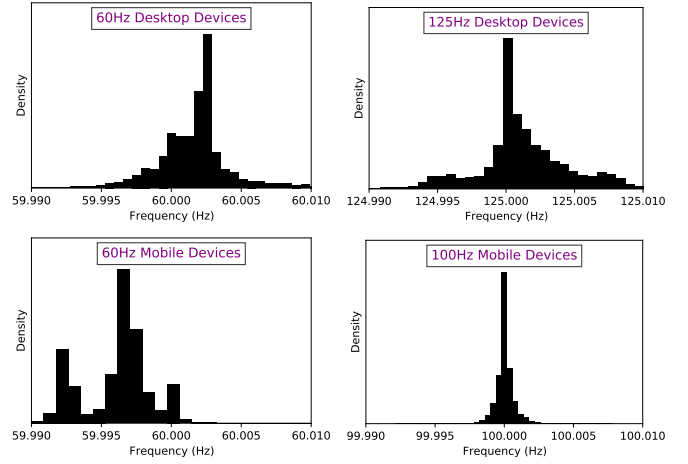 60Hz Desktop Devices
Density
59.990 59.995 60.000 60.005 60.010
Frequency (Hz)
125Hz Desktop Devices
Density
124.990 124.995 125.000 125.005 125.010
Frequency (Hz)
60Hz Mobile Devices
Density
59.990 59.995 60.000 60.005 60.010
Frequency (Hz)
100Hz Mobile Devices
Density
99.990 99.995 100.000 100.005 100.010
Frequency (Hz)